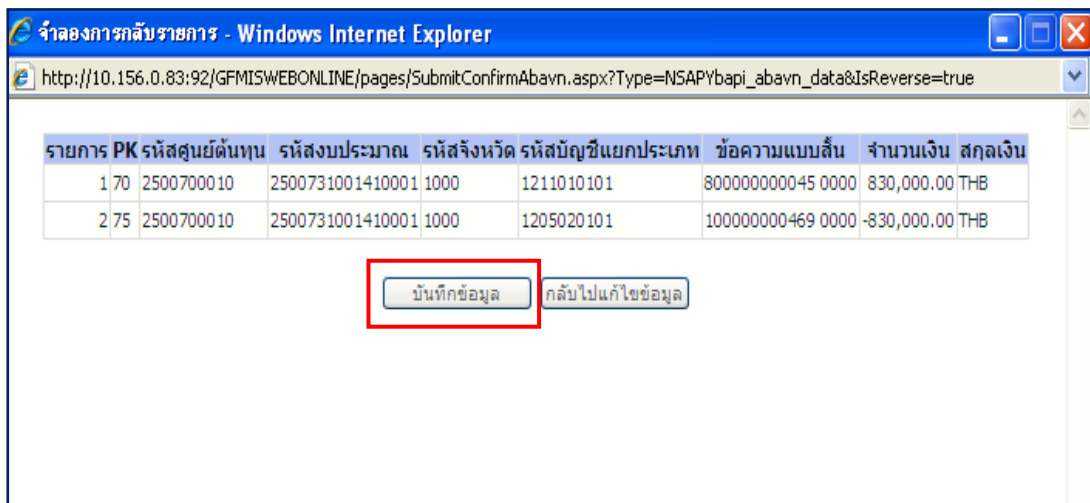 จำลองการกลับรายการ - Windows Internet Explorer
http://10.156.0.83:92/GFMISWEBONLINE/pages/SubmitConfirmAbavn.aspx?Type=NSAPYbapi_abavn_data&IsReverse=true
รายการ PK รหัสศูนย์ต้นทุน รหัสงบประมาณ รหัสจังหวัด รหัสบัญชีแยกประเภท ข้อความแบบสั้น จำนวนเงิน สกุลเงิน
1 70 2500700010 2500731001410001 1000 1211010101 800000000045 0000 830,000.00 THB
2 75 2500700010 2500731001410001 1000 1205020101 100000000469 0000 -830,000.00 THB
บันทึกข้อมูล กลับไปแก้ไขข้อมูล